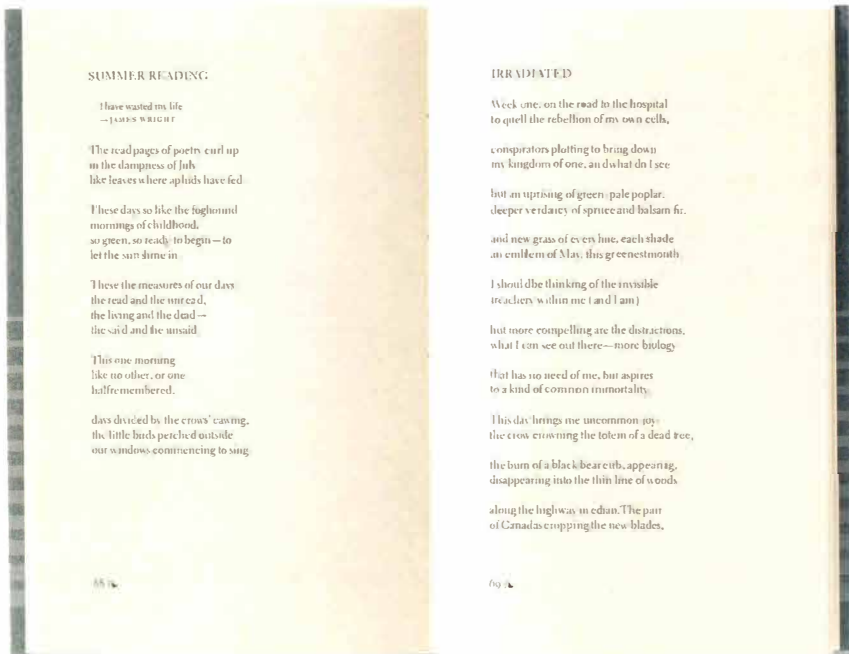 SUMMER READING
I have wasted my life
—JAMES WRIGHT
The read pages of poetry curl up
in the dampness of July
like leaves where aphids have fed
These days so like the foghound
mornings of childhood,
so green, so ready to begin—to
let the sun shine in
These the measures of our days
the read and the unread,
the living and the dead—
the said and the unsaid
This one morning
like no other, or one
half remembered,
days divided by the crows' cawing,
the little birds perched outside
our windows commencing to sing
68
IRRADIATED
Week one, on the road to the hospital
to quell the rebellion of my own cells,
conspirators plotting to bring down
my kingdom of one, and what do I see
but an uprising of green: pale poplar,
deeper verdancy of spruce and balsam fir,
and new grass of every hue, each shade
an emblem of May, this greenest month
I should be thinking of the invisible
treachery within me (and I am)
but more compelling are the distractions,
what I can see out there—more biology
that has no need of me, but aspires
to a kind of common immortality
This day brings me uncommon joy
the crow crowning the totem of a dead tree,
the bum of a black bear cub, appearing,
disappearing into the thin line of woods
along the highway median. The pair
of Canadas cropping the new blades,
69